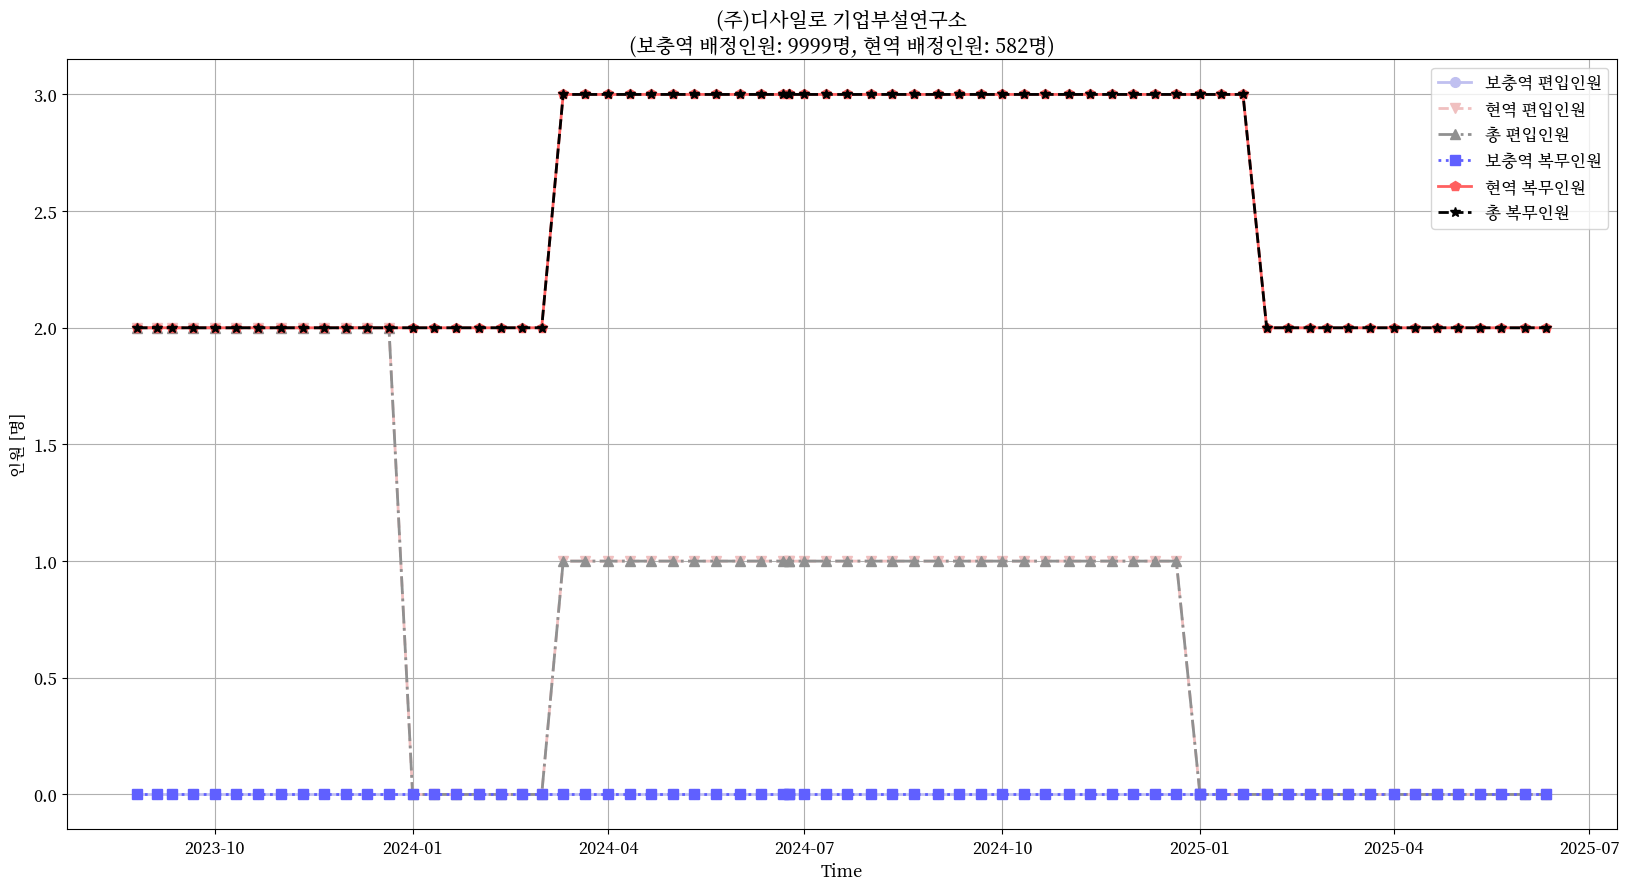 (주)디사일로 기업부설연구소
(보충역 배정인원: 9999명, 현역 배정인원: 582명)
보충역 편입인원
현역 편입인원
총 편입인원
보충역 복무인원
현역 복무인원
총 복무인원
3.0
2.5
2.0
1.5
1.0
0.5
0.0
인원 [명]
2023-10
2024-01
2024-04
2024-07
2024-10
2025-01
2025-04
2025-07
Time